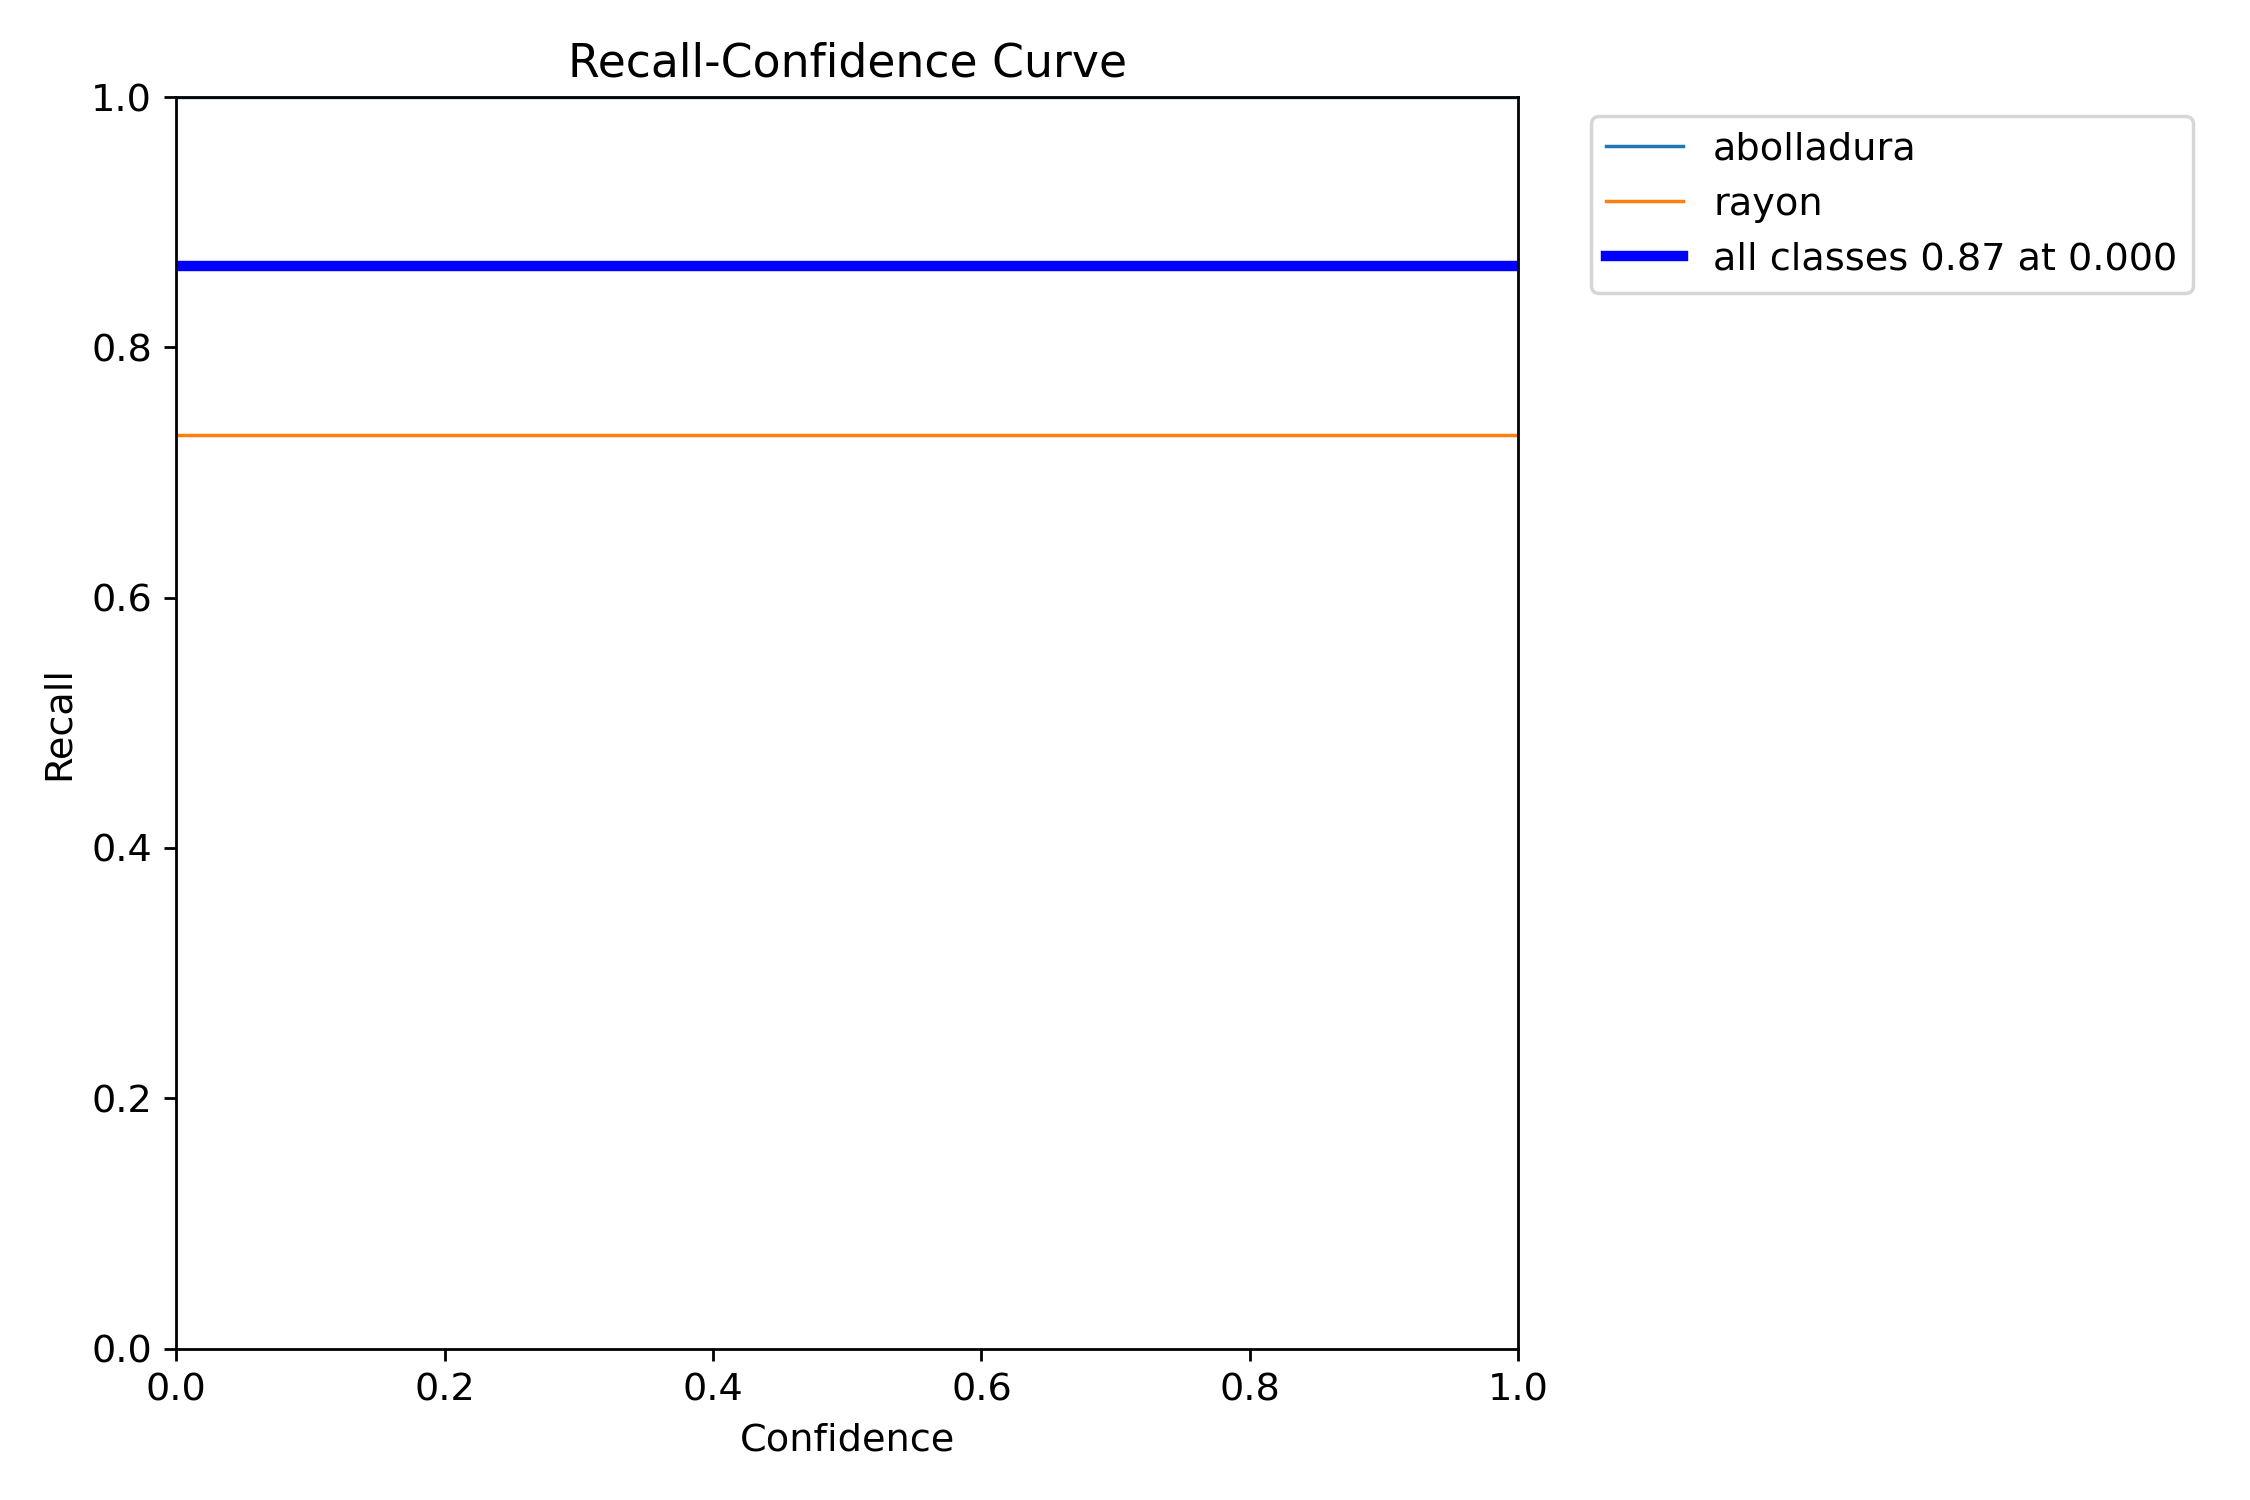 Recall-Confidence Curve
1.0
0.8
0.6
0.4
0.2
0.0
Recall
0.0 0.2 0.4 0.6 0.8 1.0
Confidence
abolladura
rayon
all classes 0.87 at 0.000